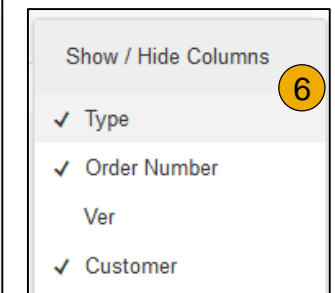 Show / Hide Columns
6
✓ Type
✓ Order Number
Ver
✓ Customer